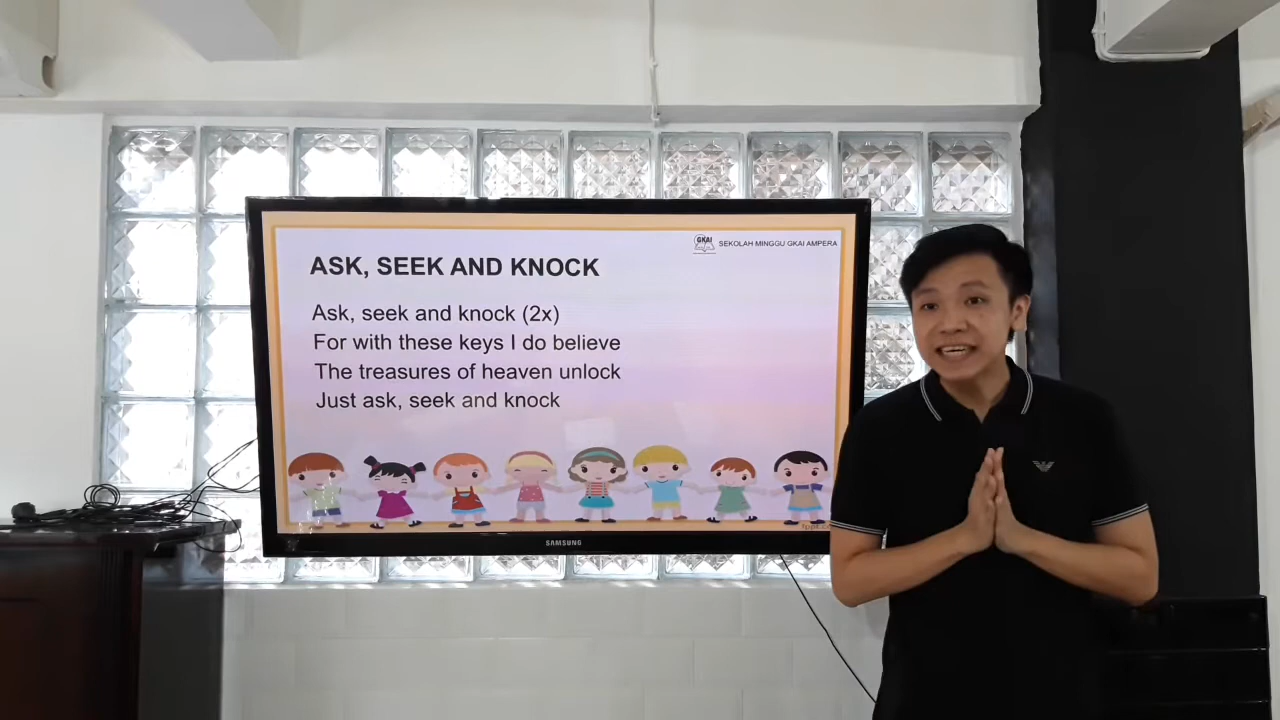 GKAI
SEKOLAH MINGGU GKAI AMPERA
ASK, SEEK AND KNOCK
Ask, seek and knock (2x)
For with these keys I do believe
The treasures of heaven unlock
Just ask, seek and knock
SAMSUNG